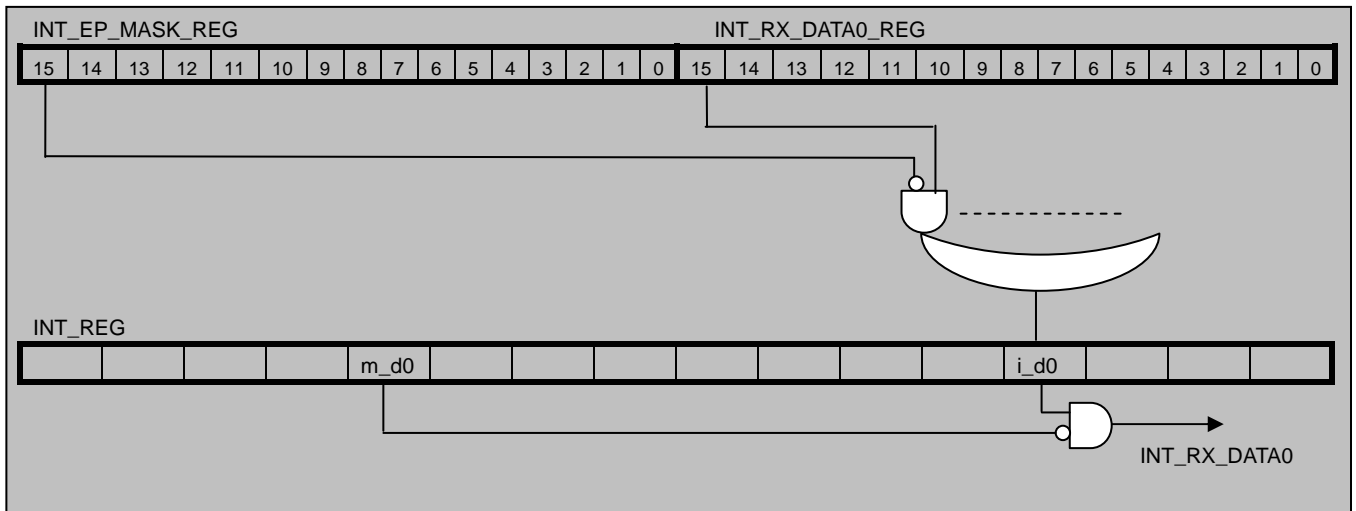 INT_EP_MASK_REG INT_RX_DATA0_REG
15 14 13 12 11 10 9 8 7 6 5 4 3 2 1 0 15 14 13 12 11 10 9 8 7 6 5 4 3 2 1 0
INT_REG
m_d0 i_d0
INT_RX_DATA0